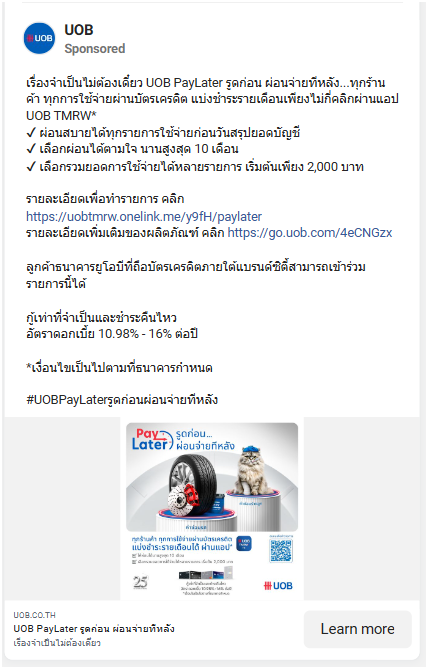 UOB
Sponsored
เรื่องจำเป็นไม่ต้องเดี๋ยว UOB PayLater รูดก่อน ผ่อนจ่ายทีหลัง...ทุกร้าน
ค้า ทุกการใช้จ่ายผ่านบัตรเครดิต แบ่งชำระรายเดือนเพียงไม่กี่คลิกผ่านแอป
UOB TMRW*
✓ ผ่อนสบายได้ทุกรายการใช้จ่ายก่อนวันสรุปยอดบัญชี
✓ เลือกผ่อนได้ตามใจ นานสูงสุด 10 เดือน
✓ เลือกรวมยอดการใช้จ่ายได้หลายรายการ เริ่มต้นเพียง 2,000 บาท
รายละเอียดเพื่อทำรายการ คลิก
https://uobtmrw.onelink.me/y9fH/paylater
รายละเอียดเพิ่มเติมของผลิตภัณฑ์ คลิก https://go.uob.com/4eCNGzx
ลูกค้าธนาคารยูโอบีที่ถือบัตรเครดิตภายใต้แบรนด์ซิตี้สามารถเข้าร่วม
รายการนี้ได้
กู้เท่าที่จำเป็นและชำระคืนไหว
อัตราดอกเบี้ย 10.98% - 16% ต่อปี
*เงื่อนไขเป็นไปตามที่ธนาคารกำหนด
#UOBPayLaterรูดก่อนผ่อนจ่ายทีหลัง
Pay Later
รูดก่อน...
ผ่อนจ่ายทีหลัง
ทุกร้านค้า ทุกการใช้จ่ายผ่านบัตรเครดิต
แบ่งชำระรายเดือนได้ ผ่านแอป*
25
UOB
UOB.CO.TH
UOB PayLater รูดก่อน ผ่อนจ่ายทีหลัง
เรื่องจำเป็นไม่ต้องเดี๋ยว
Learn more